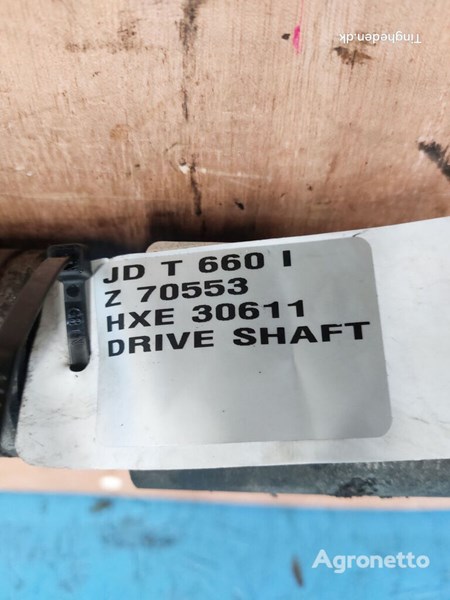 Tingheden.dk
JD T 660 I
Z 70553
HXE 30611
DRIVE SHAFT
Agronetto